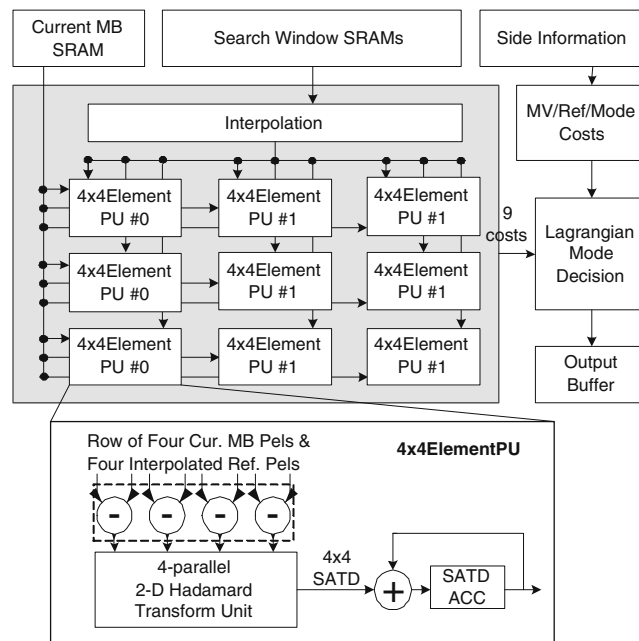 Current MB
SRAM
Search Window SRAMs
Side Information
Interpolation
MV/Ref/Mode
Costs
4x4Element
PU #0
4x4Element
PU #1
4x4Element
PU #1
9
costs
Lagrangian
Mode
Decision
4x4Element
PU #0
4x4Element
PU #1
4x4Element
PU #1
4x4Element
PU #0
4x4Element
PU #1
4x4Element
PU #1
Output
Buffer
Row of Four Cur. MB Pels &
Four Interpolated Ref. Pels
4x4ElementPU
- - - -
4-parallel
2-D Hadamard
Transform Unit
4x4
SATD
+
SATD
ACC